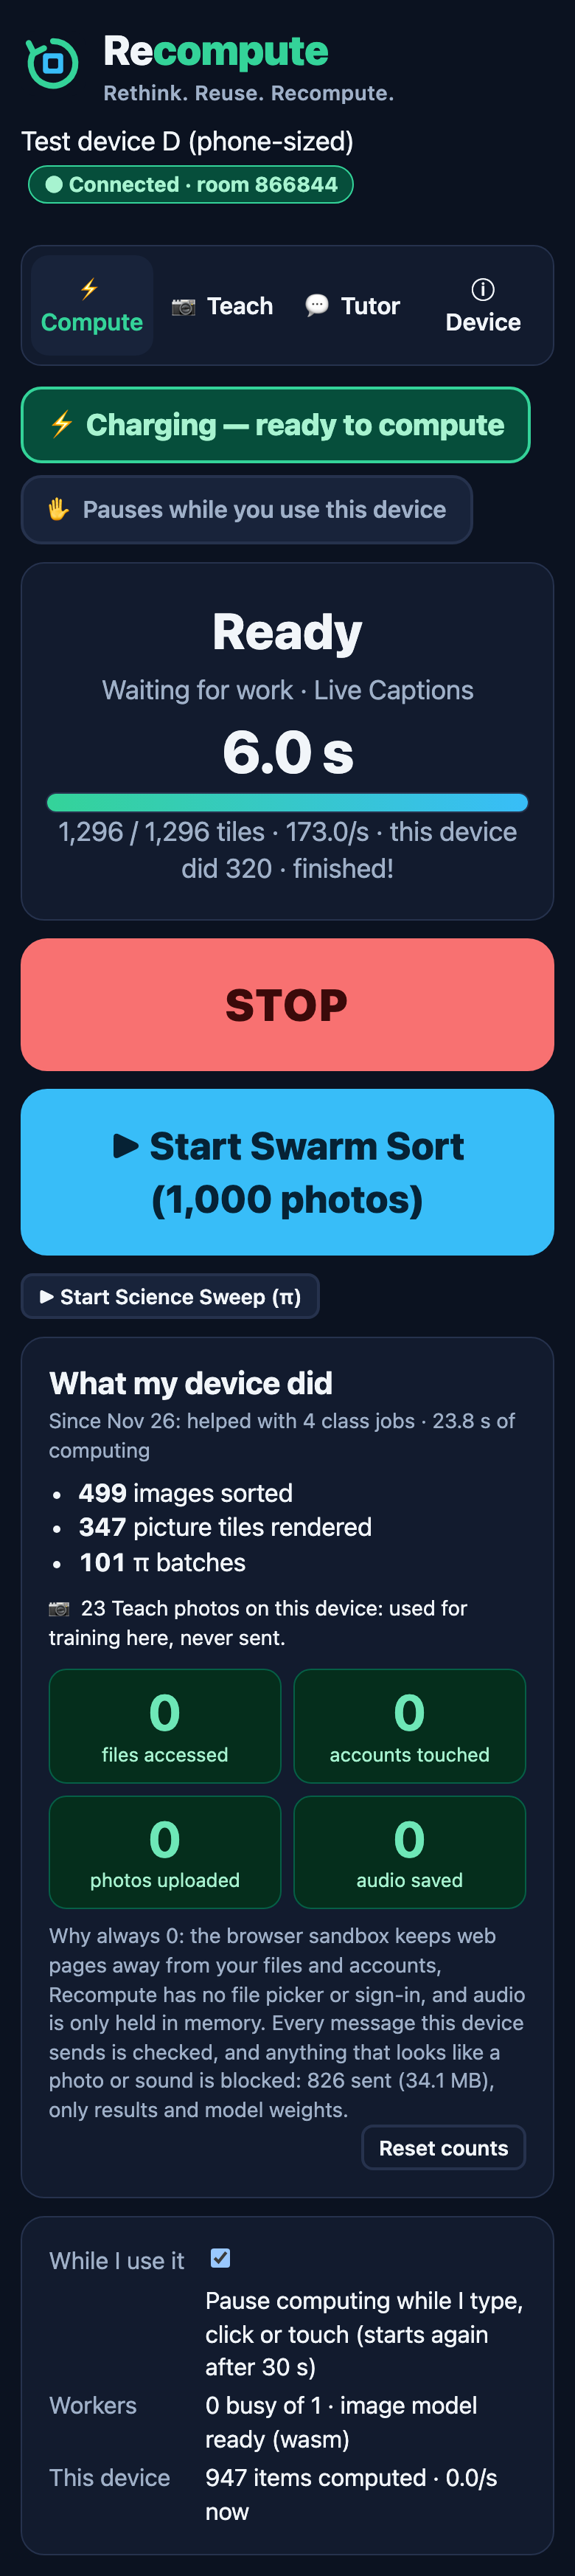 Recompute
Rethink. Reuse. Recompute.
Test device D (phone-sized)
Connected · room 866844
⚡ Compute
📷 Teach
💬 Tutor
ⓘ Device
⚡ Charging — ready to compute
✋ Pauses while you use this device
Ready
Waiting for work · Live Captions
6.0 s
1,296 / 1,296 tiles · 173.0/s · this device
did 320 · finished!
STOP
▶ Start Swarm Sort
(1,000 photos)
▶ Start Science Sweep (π)
What my device did
Since Nov 26: helped with 4 class jobs · 23.8 s of
computing
• 499 images sorted
• 347 picture tiles rendered
• 101 π batches
📷 23 Teach photos on this device: used for
training here, never sent.
0
files accessed
0
accounts touched
0
photos uploaded
0
audio saved
Why always 0: the browser sandbox keeps web
pages away from your files and accounts,
Recompute has no file picker or sign-in, and audio
is only held in memory. Every message this device
sends is checked, and anything that looks like a
photo or sound is blocked: 826 sent (34.1 MB),
only results and model weights.
Reset counts
While I use it
Pause computing while I type,
click or touch (starts again
after 30 s)
Workers
0 busy of 1 · image model
ready (wasm)
This device
947 items computed · 0.0/s
now